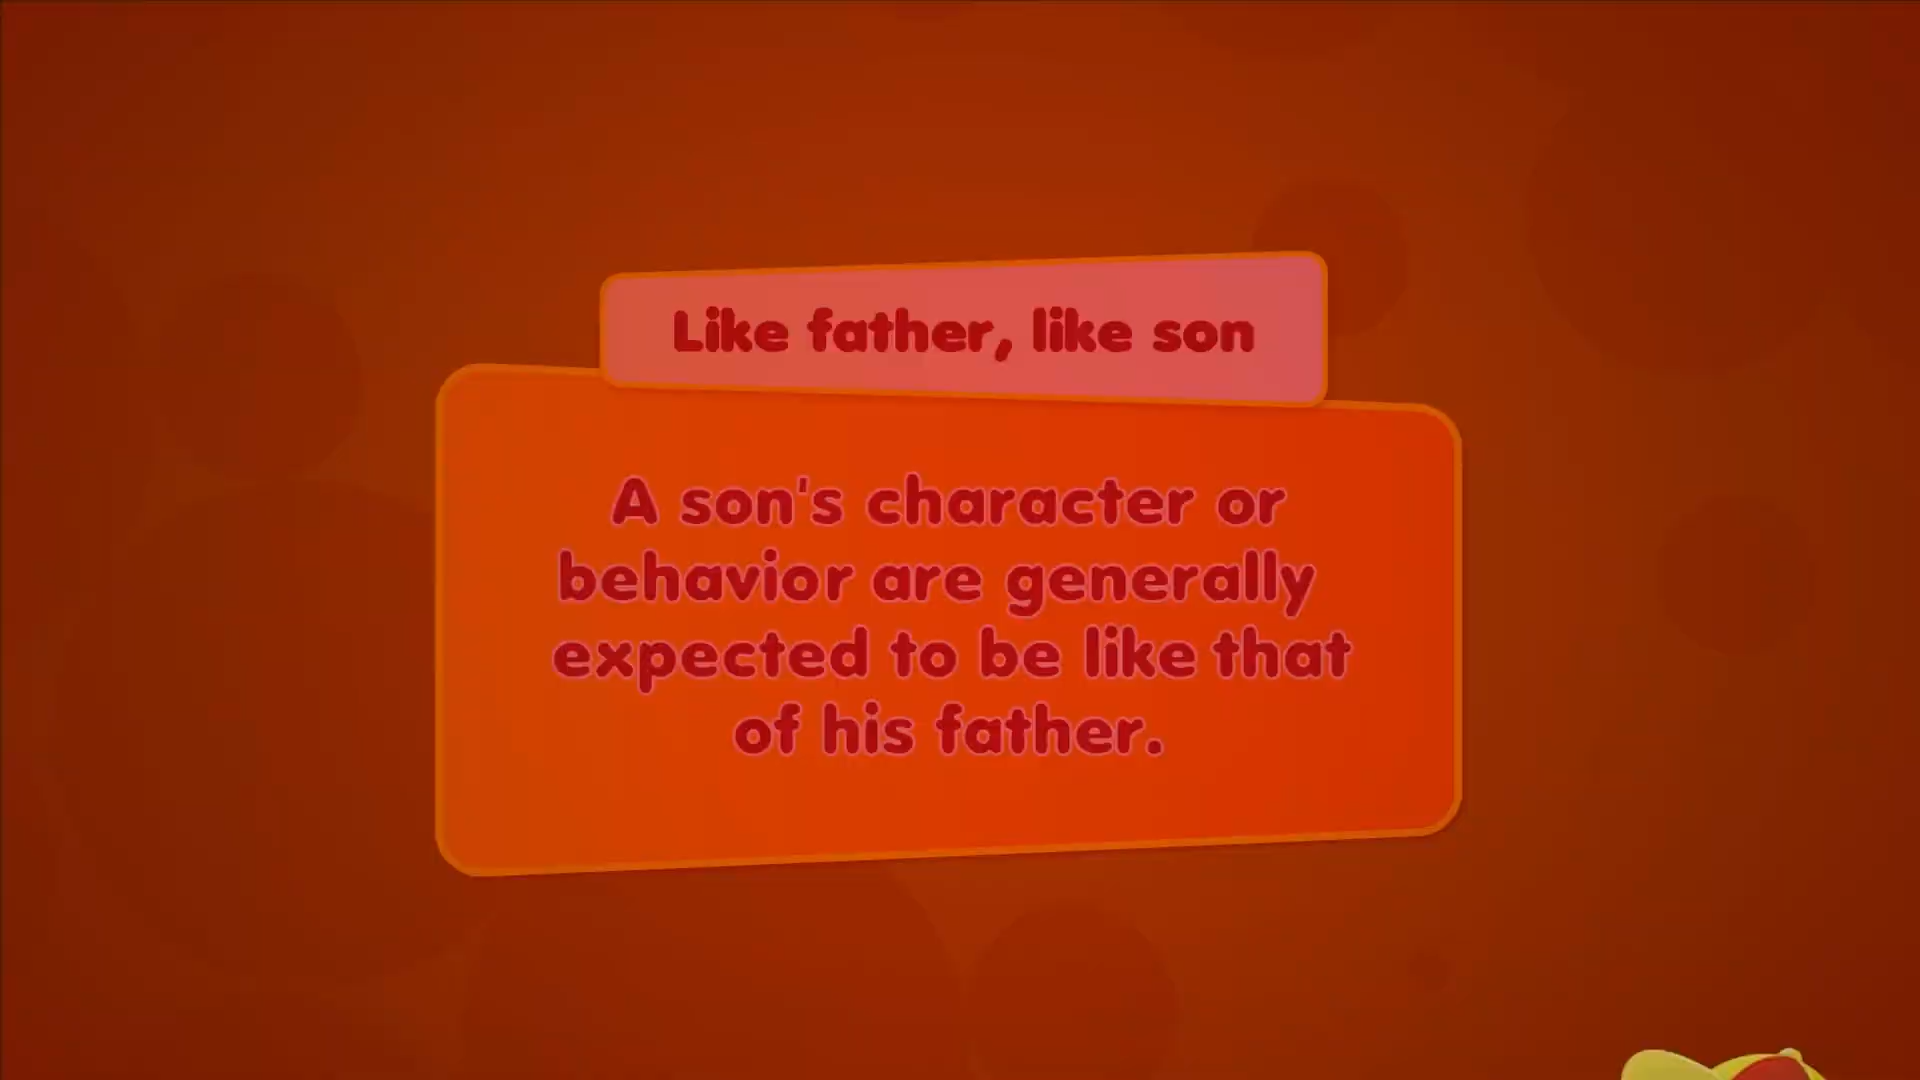 Like father, like son
A son's character or
behavior are generally
expected to be like that
of his father.